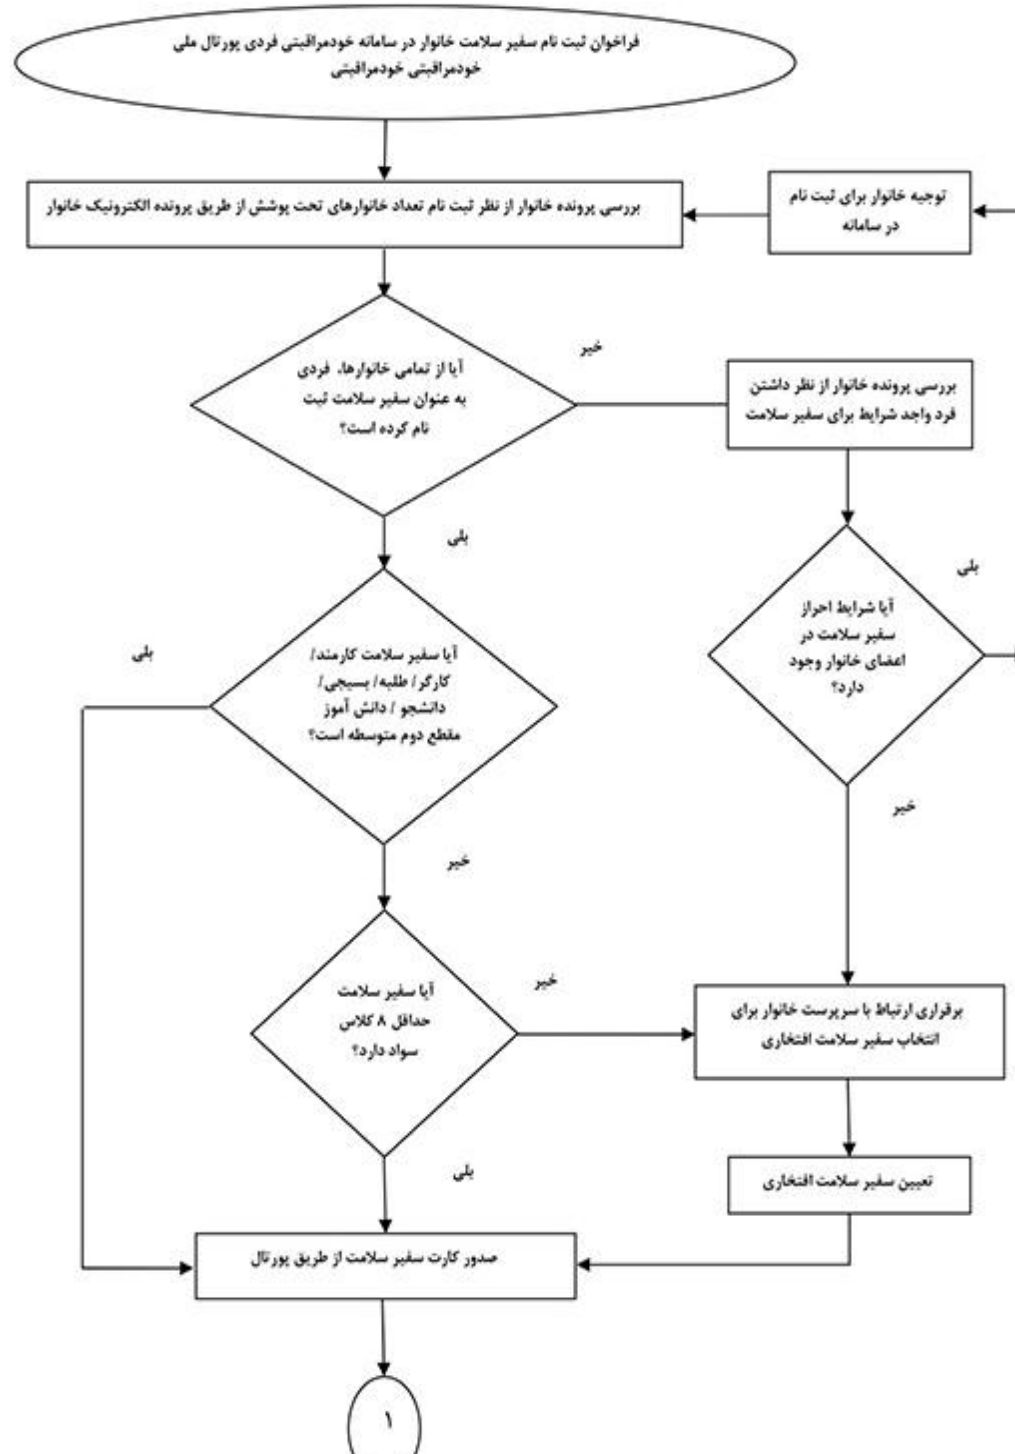 فراخوان ثبت نام سفیر سلامت خانوار در سامانه خودمراقبتی فردی پورتال ملی
خودمراقبتی خودمراقبتی
بررسی پرونده خانوار از نظر ثبت نام تعداد خانوارهای تحت پوشش از طریق پرونده الکترونیک خانوار
توجیه خانوار برای ثبت نام
در سامانه
آیا از تمامی خانوارها، فردی
به عنوان سفیر سلامت ثبت
نام کرده است؟
خیر
بررسی پرونده خانوار از نظر داشتن
فرد واجد شرایط برای سفیر سلامت
بلی
بلی
آیا شرایط احراز
سفیر سلامت در
اعضای خانوار وجود
دارد؟
آیا سفیر سلامت کارمند/
کارگر/ طلبه/ بسیجی/
دانشجو / دانش آموز
مقطع دوم متوسطه است؟
بلی
خیر
خیر
آیا سفیر سلامت
حداقل ۸ کلاس
سواد دارد؟
خیر
برقراری ارتباط با سرپرست خانوار برای
انتخاب سفیر سلامت افتخاری
بلی
تعیین سفیر سلامت افتخاری
صدور کارت سفیر سلامت از طریق پورتال
۱